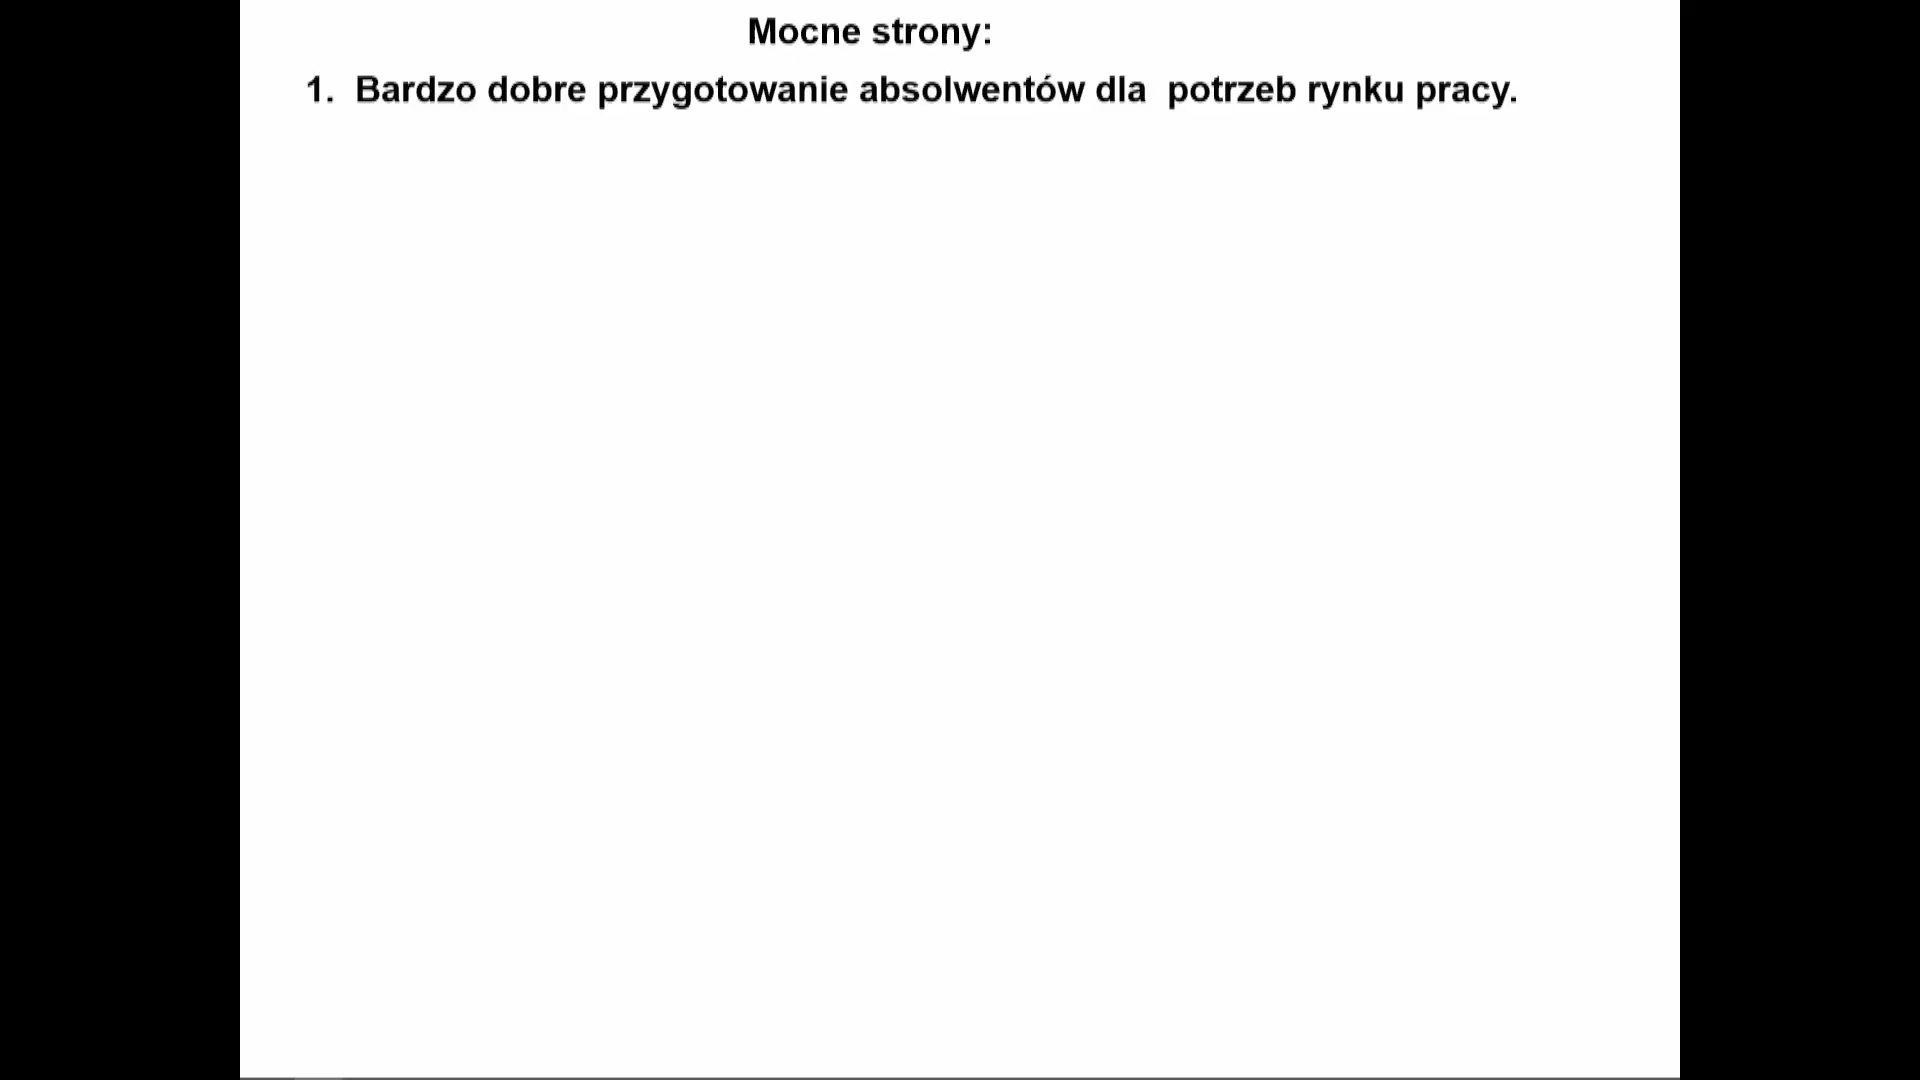 Mocne strony:
1. Bardzo dobre przygotowanie absolwentów dla potrzeb rynku pracy.